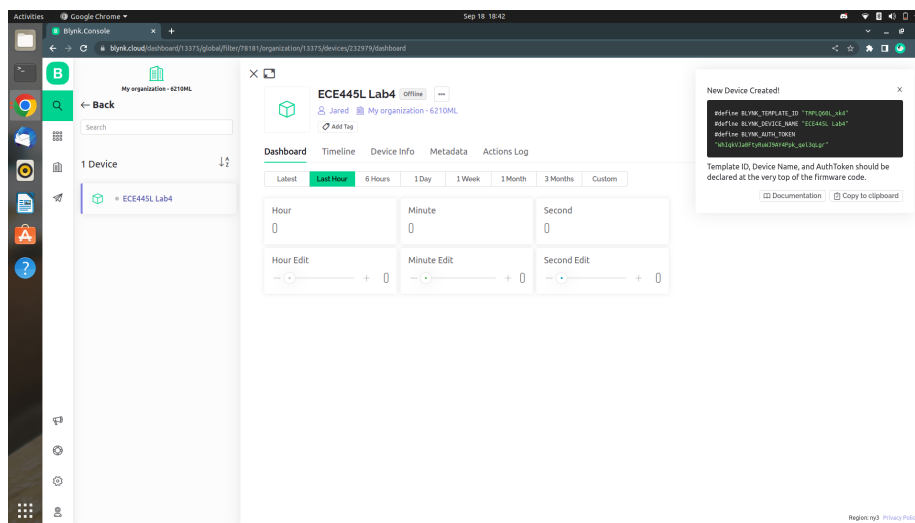 Activities
Google Chrome
Sep 18 18:42
Blynk.Console
blynk.cloud/dashboard/13375/global/filter/78181/organization/13375/devices/232979/dashboard
B
My organization - 6210ML
Back
Search
1 Device
ECE445L Lab4
ECE445L Lab4 Offline
Jared My organization - 6210ML
Add Tag
Dashboard Timeline Device Info Metadata Actions Log
Latest Last Hour 6 Hours 1 Day 1 Week 1 Month 3 Months Custom
Hour Minute Second
0 0 0
Hour Edit Minute Edit Second Edit
– + 0 – + 0 – + 0
New Device Created! X
#define BLYNK_TEMPLATE_ID "TMPLQ60L_xk4"
#define BLYNK_DEVICE_NAME "ECE445L Lab4"
#define BLYNK_AUTH_TOKEN
Template ID, Device Name, and AuthToken should be
declared at the very top of the firmware code.
Documentation Copy to clipboard
Region: ny3 Privacy Polic